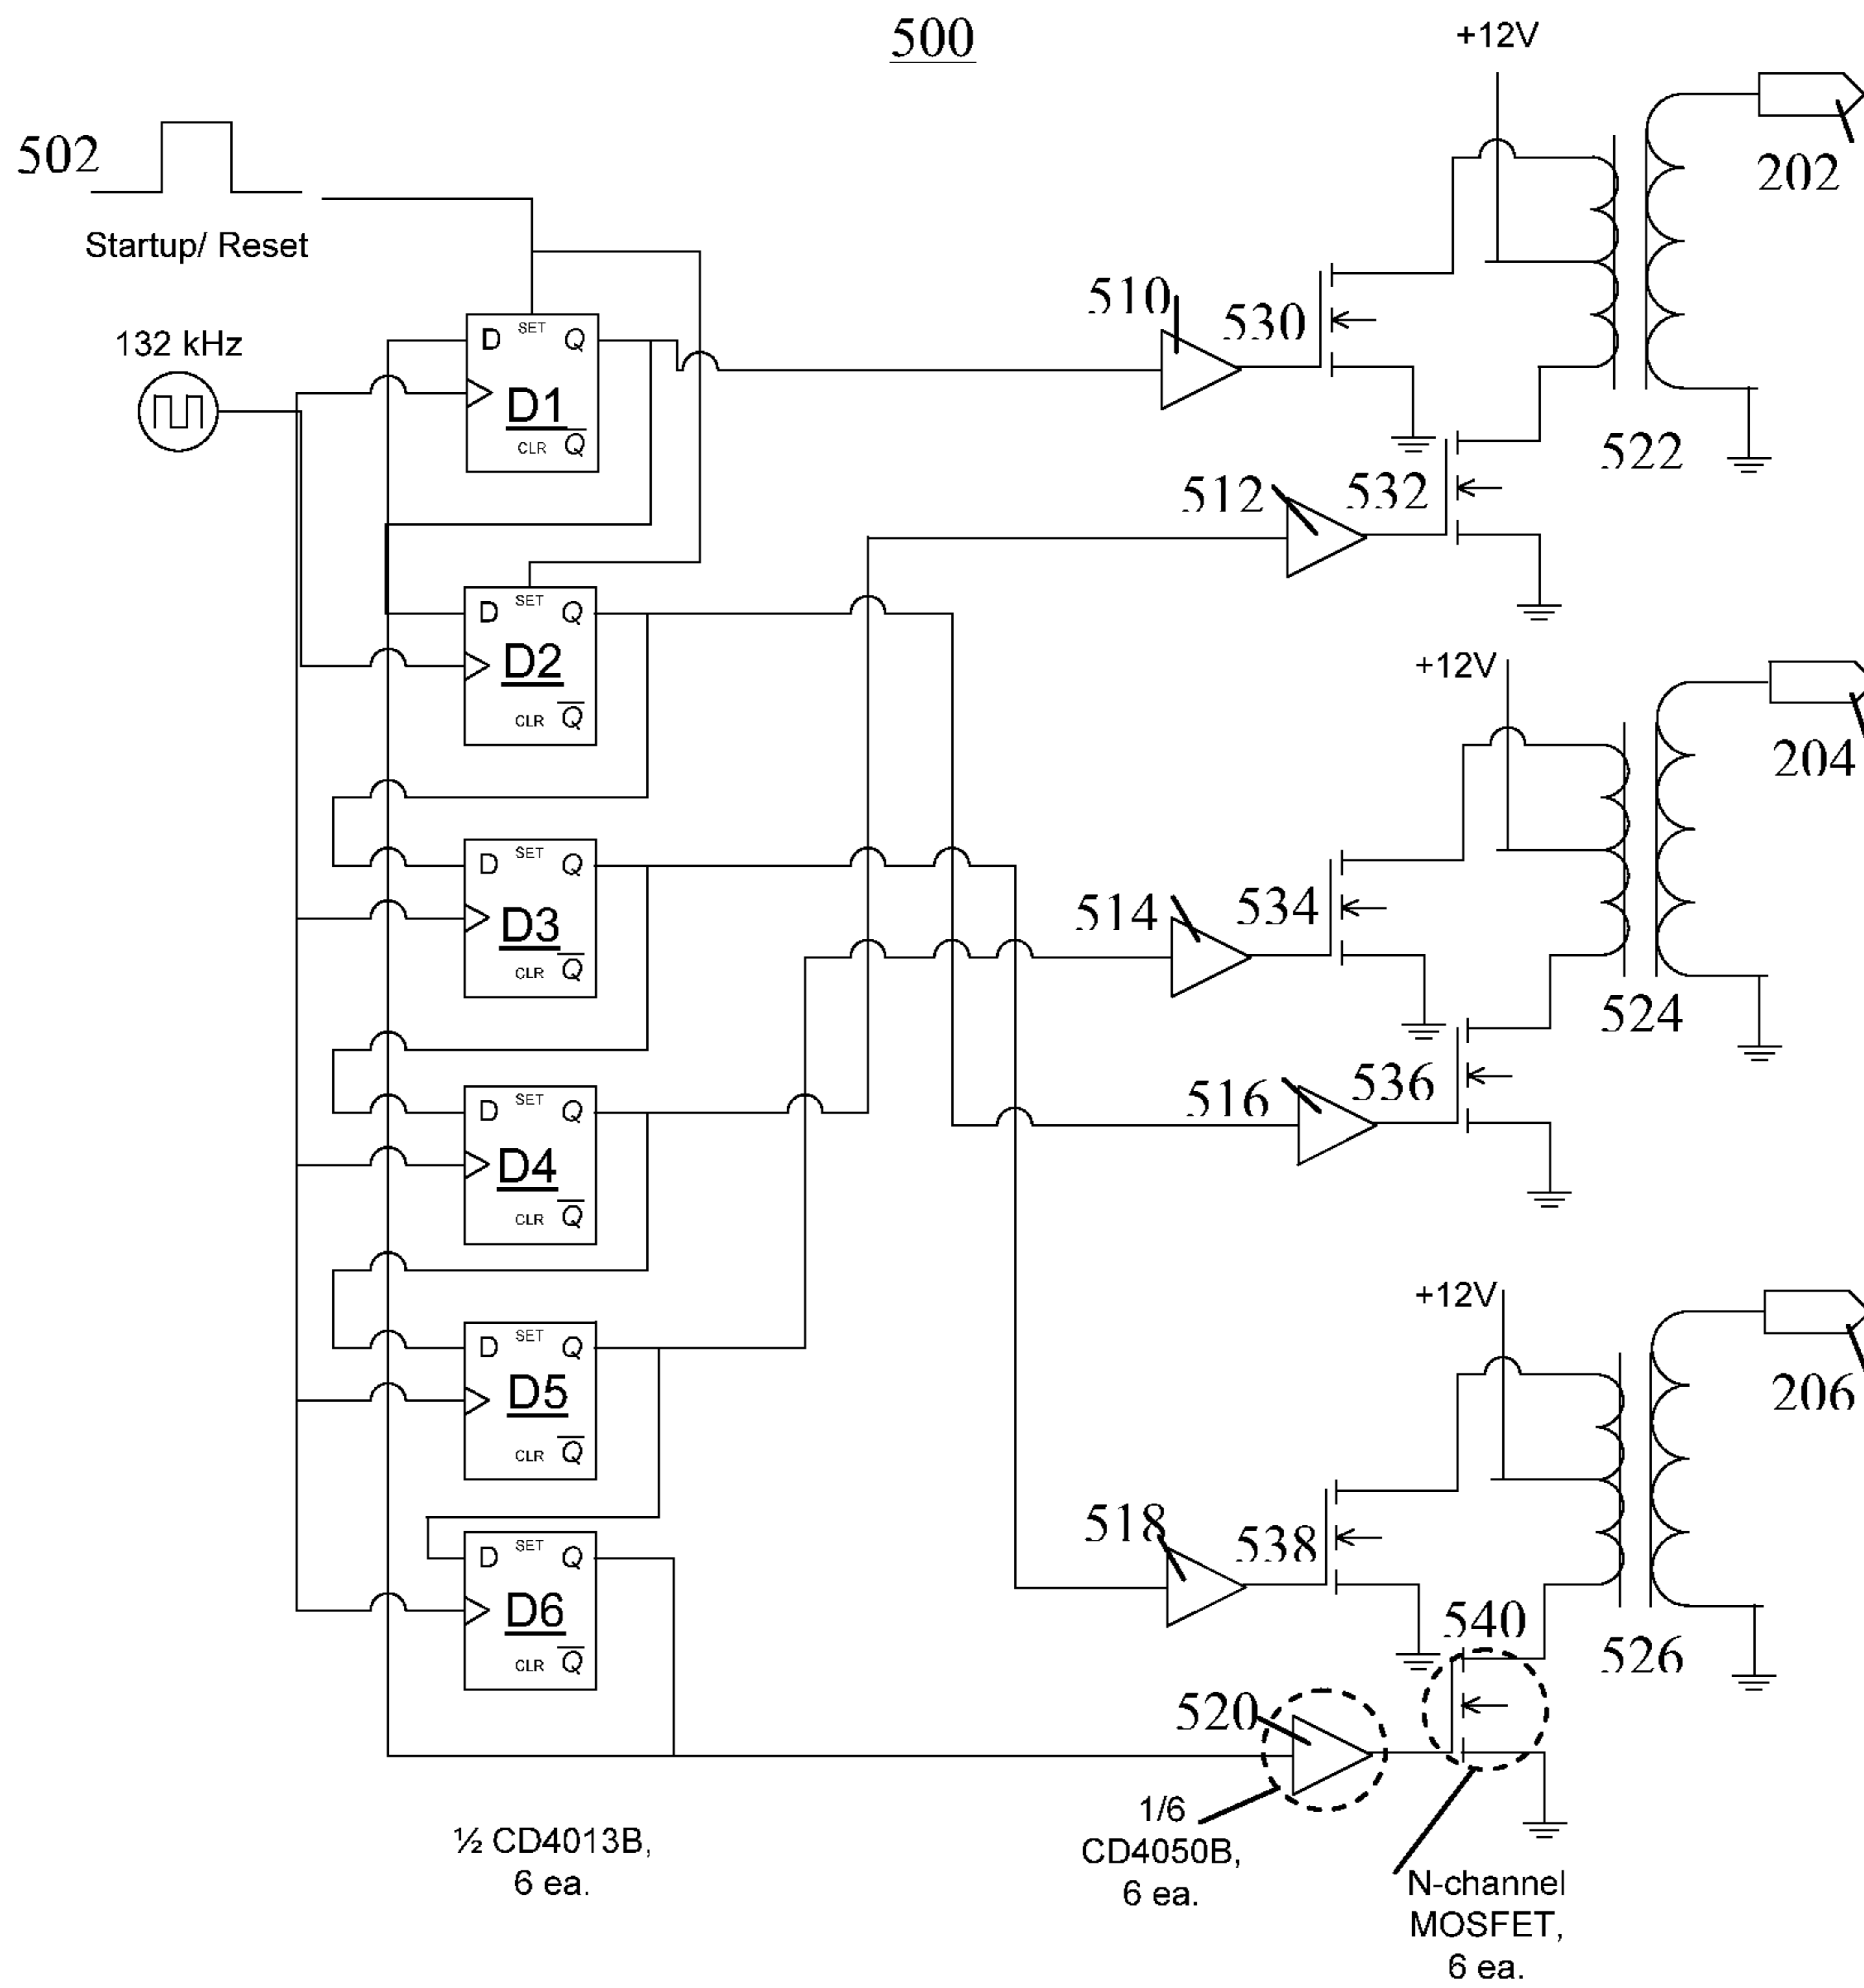 500
+12V
502
Startup/ Reset
202
132 kHz
D SET Q
D1
CLR Q
510
530
522
512
532
D SET Q
D2
CLR Q
+12V
204
D SET Q
D3
CLR Q
514
534
524
516
536
D SET Q
D4
CLR Q
+12V
206
D SET Q
D5
CLR Q
518
538
540
526
D SET Q
D6
CLR Q
520
1/6
CD4050B,
6 ea.
½ CD4013B,
6 ea.
N-channel
MOSFET,
6 ea.